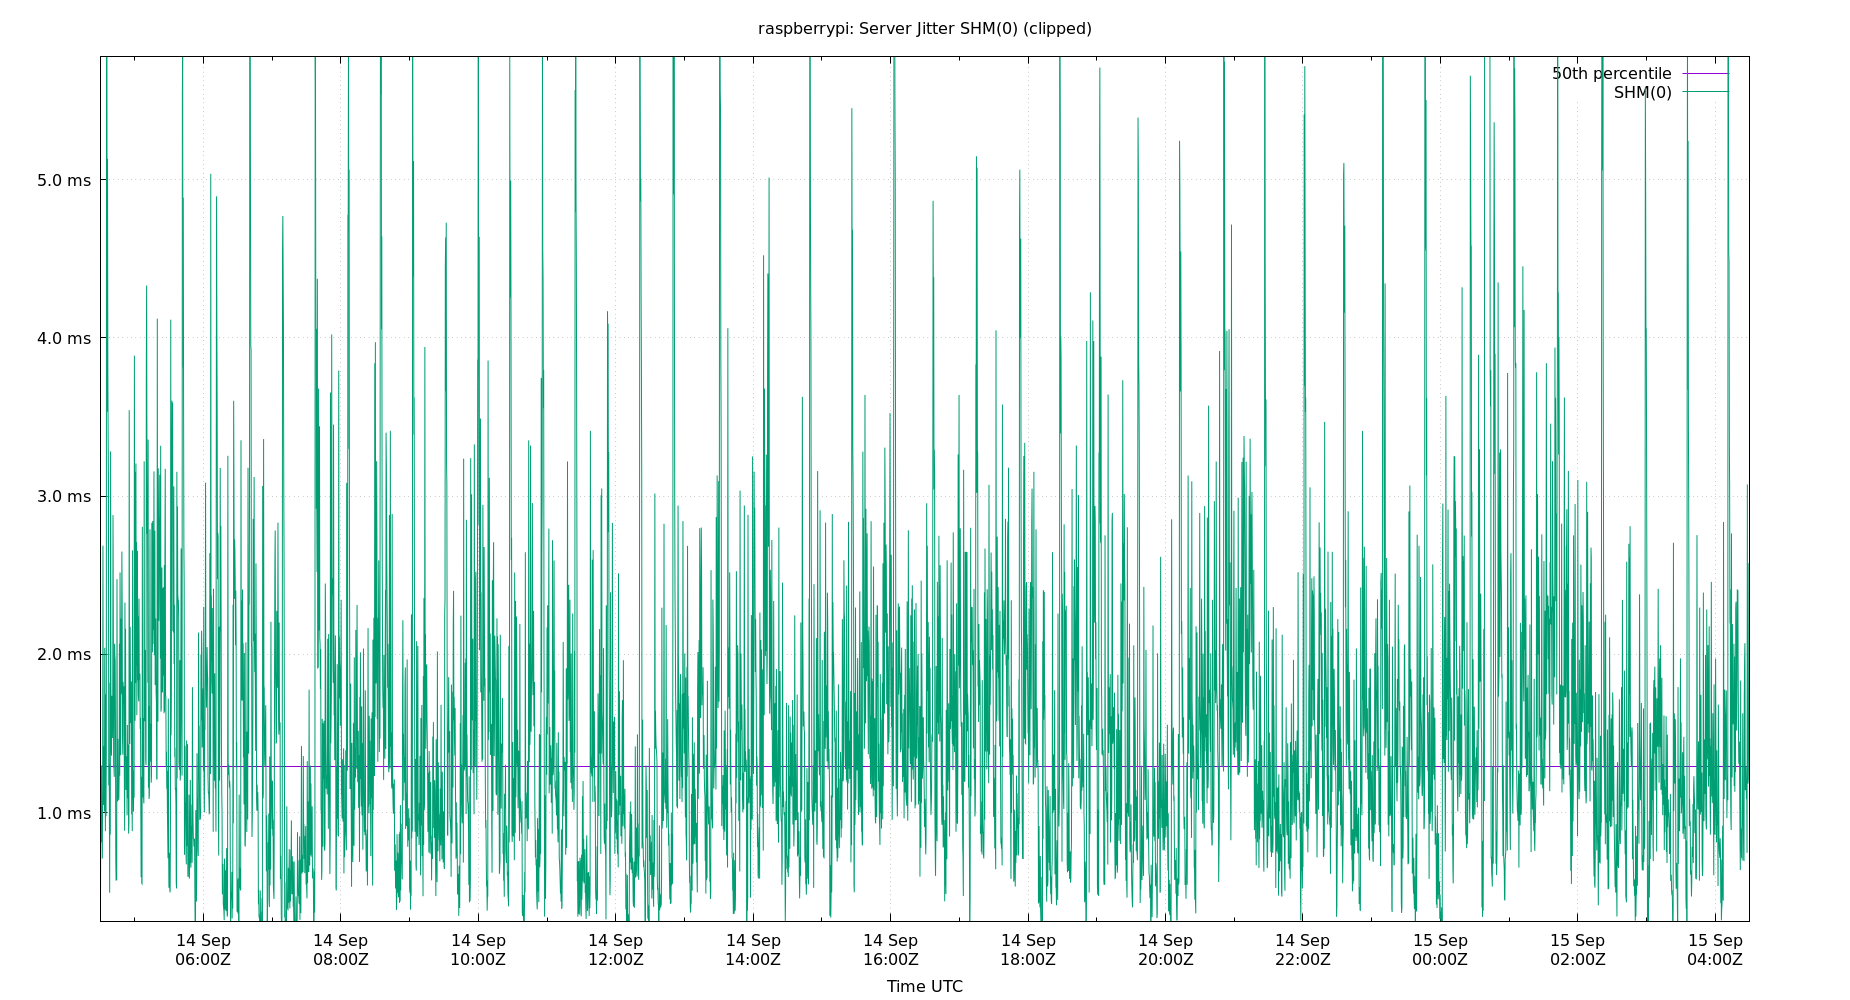 raspberrypi: Server Jitter SHM(0) (clipped)
50th percentile
SHM(0)
5.0 ms
4.0 ms
3.0 ms
2.0 ms
1.0 ms
14 Sep 14 Sep 14 Sep 14 Sep 14 Sep 14 Sep 14 Sep 14 Sep 14 Sep 15 Sep 15 Sep 15 Sep
06:00Z 08:00Z 10:00Z 12:00Z 14:00Z 16:00Z 18:00Z 20:00Z 22:00Z 00:00Z 02:00Z 04:00Z
Time UTC